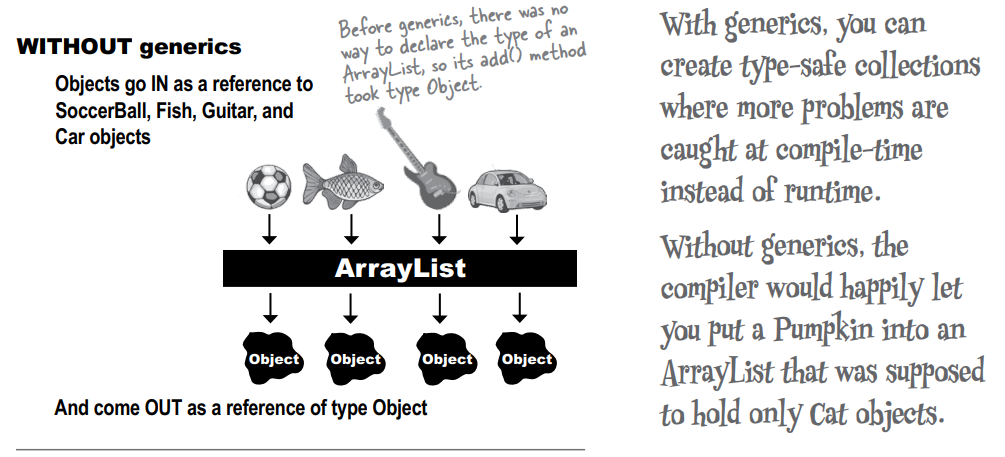 WITHOUT generics
Objects go IN as a reference to
SoccerBall, Fish, Guitar, and
Car objects
Before generics, there was no
way to declare the type of an
ArrayList, so its add() method
took type Object.
ArrayList
Object
Object
Object
Object
And come OUT as a reference of type Object
With generics, you can
create type-safe collections
where more problems are
caught at compile-time
instead of runtime.
Without generics, the
compiler would happily let
you put a Pumpkin into an
ArrayList that was supposed
to hold only Cat objects.